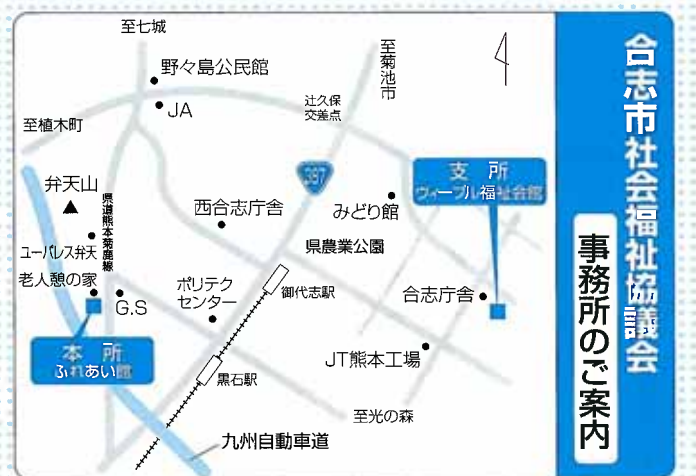 合志市社会福祉協議会
事務所のご案内
至七城
野々島公民館
JA
至菊池市
辻久保
交差点
至植木町
387
支所
ヴィーブル福祉会館
弁天山
県道熊本菊鹿線
西合志庁舎
みどり館
ユーパレス弁天
県農業公園
老人憩の家
G.S
ポリテク
センター
御代志駅
合志庁舎
本所
ふれあい館
黒石駅
JT熊本工場
至光の森
九州自動車道